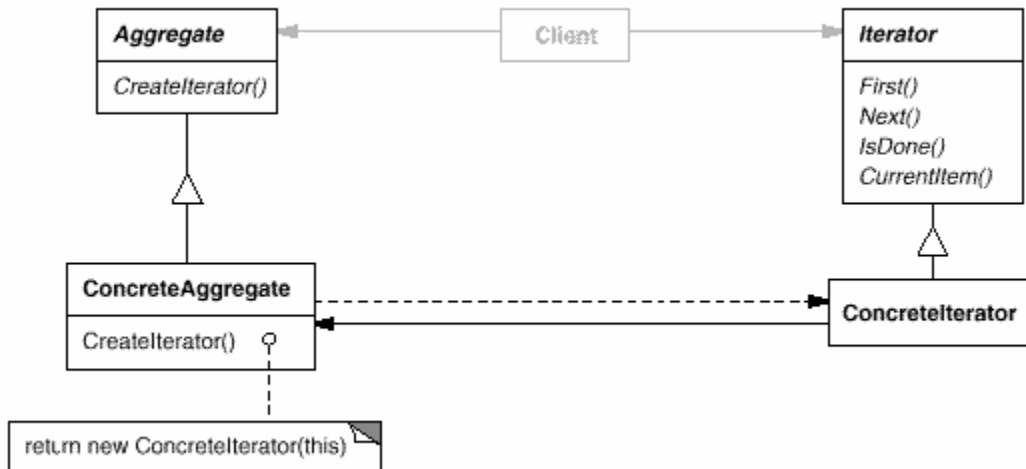 Aggregate
CreateIterator()
Client
Iterator
First()
Next()
IsDone()
CurrentItem()
ConcreteAggregate
CreateIterator()
ConcreteIterator
return new ConcreteIterator(this)